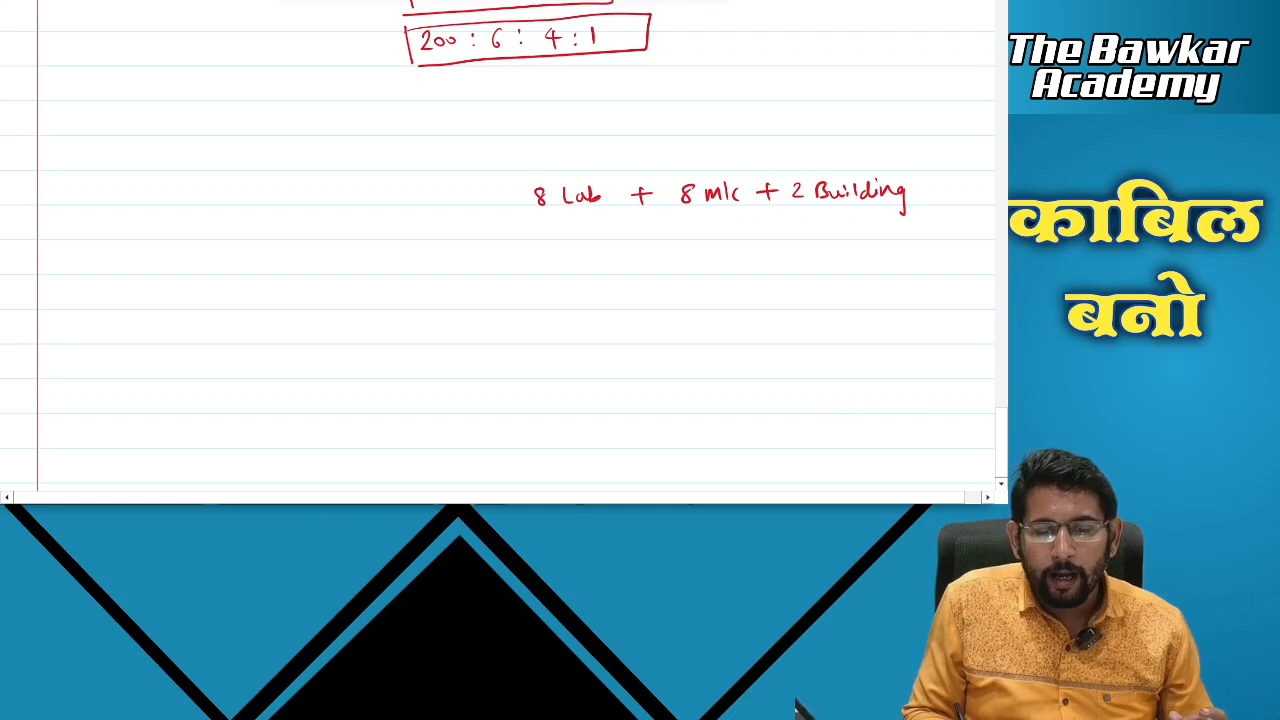 200 : 6 : 4 : 1
8 Lab + 8 m/c + 2 Building
The Bawkar
Academy
काबिल
बनो